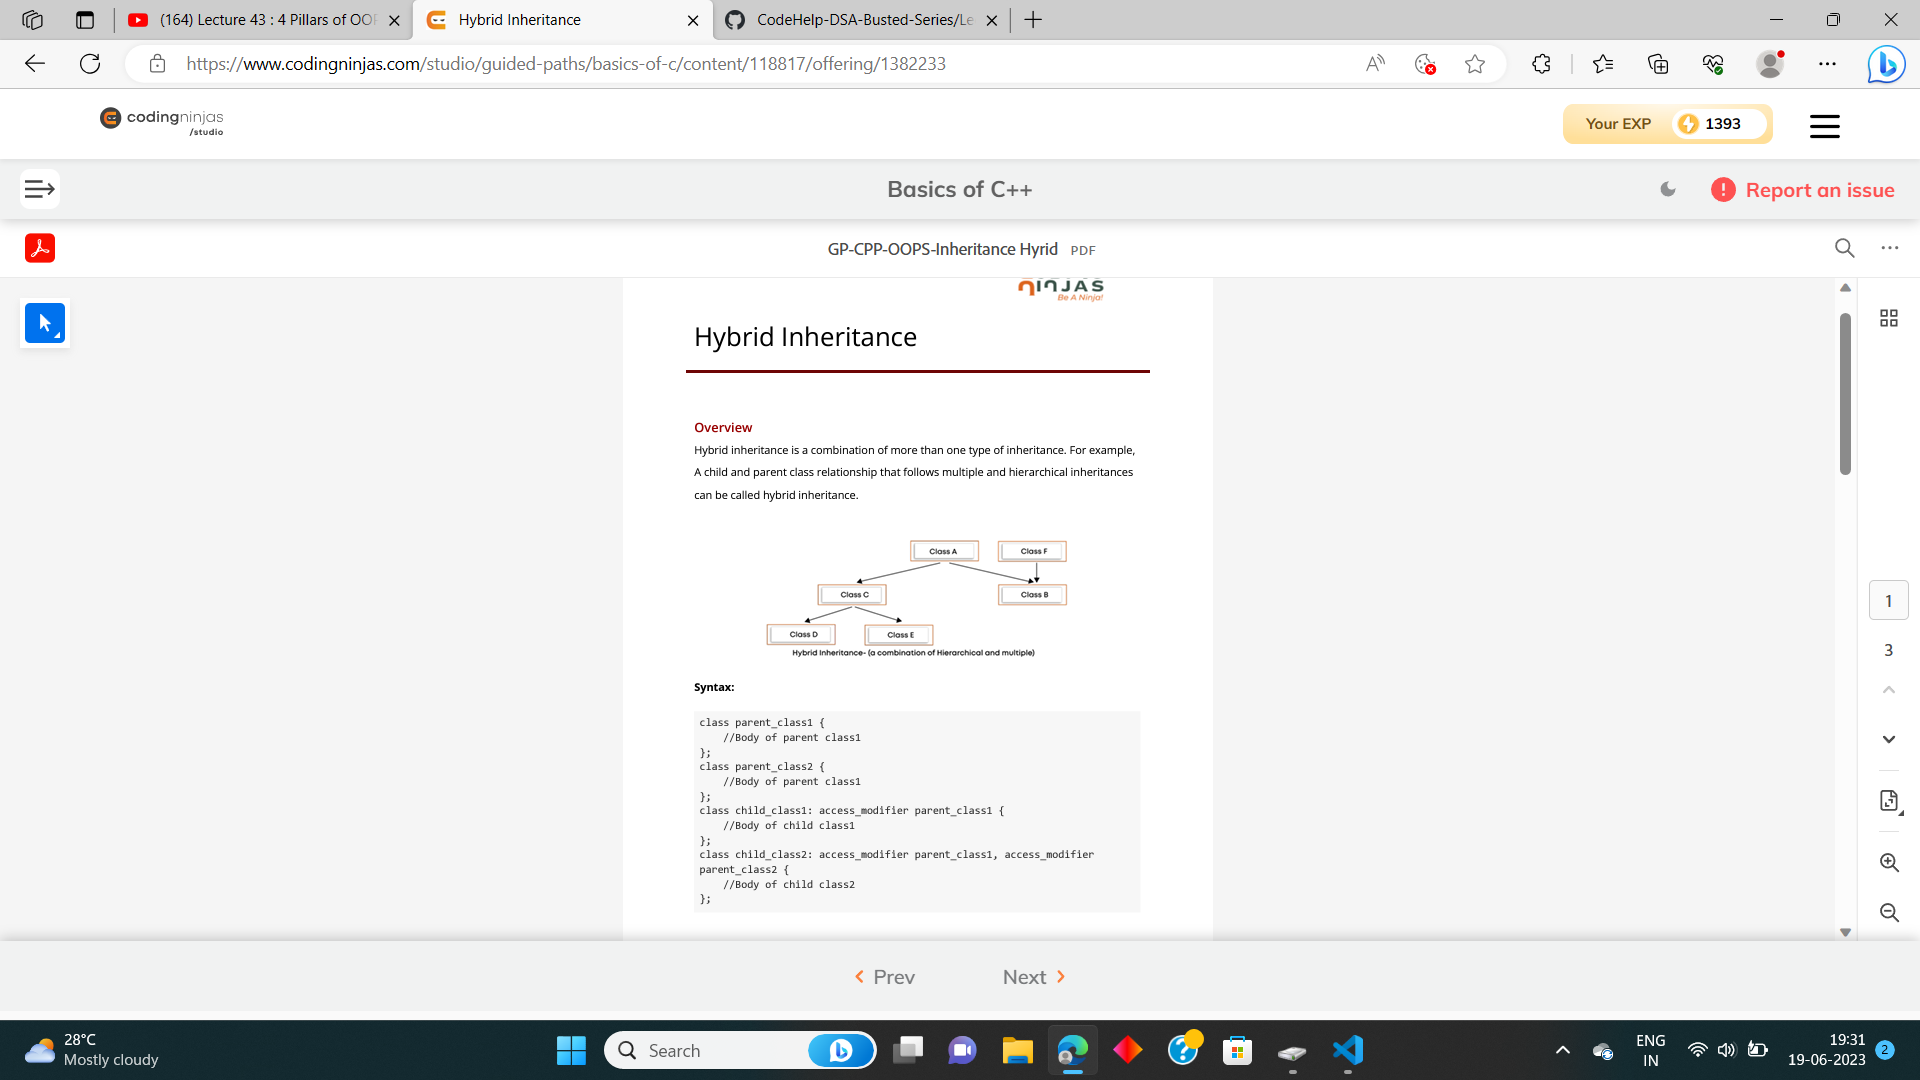 (164) Lecture 43 : 4 Pillars of OOP
Hybrid Inheritance
CodeHelp-DSA-Busted-Series/Le
https://www.codingninjas.com/studio/guided-paths/basics-of-c/content/118817/offering/1382233
codingninjas
/studio
Your EXP 1393
Basics of C++
Report an issue
GP-CPP-OOPS-Inheritance Hyrid PDF
NINJAS
Be A Ninja!
Hybrid Inheritance
Overview
Hybrid inheritance is a combination of more than one type of inheritance. For example,
A child and parent class relationship that follows multiple and hierarchical inheritances
can be called hybrid inheritance.
Class A Class F
Class C Class B
Class D Class E
Hybrid Inheritance- (a combination of Hierarchical and multiple)
Syntax:
class parent_class1 {
//Body of parent class1
};
class parent_class2 {
//Body of parent class1
};
class child_class1: access_modifier parent_class1 {
//Body of child class1
};
class child_class2: access_modifier parent_class1, access_modifier
parent_class2 {
//Body of child class2
};
1
3
Prev Next
28°C
Mostly cloudy
Search
ENG
IN
19:31
19-06-2023
2